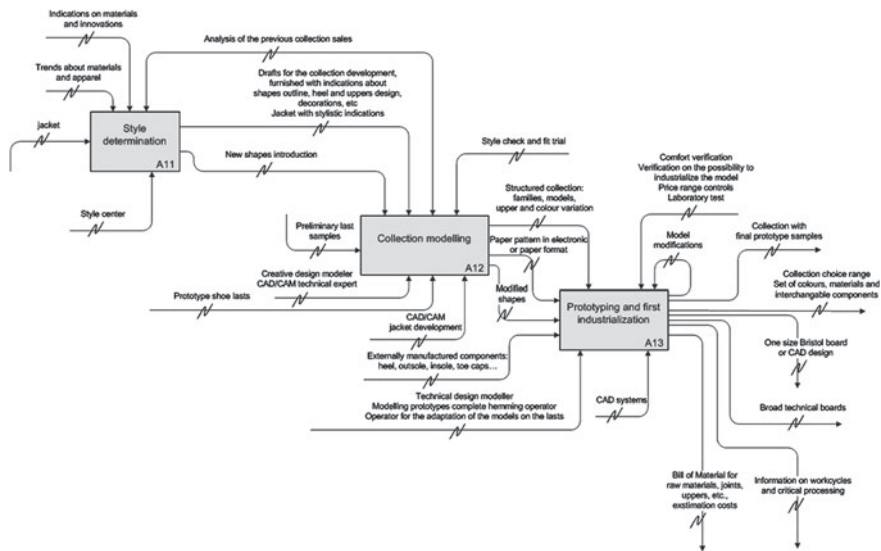 Indications on materials
and innovations
Analysis of the previous collection sales
Trends about materials
and apparel
Drafts for the collection development,
furnished with indications about
shapes outline, heel and uppers design,
decorations, etc
Jacket with stylistic indications
jacket
Style
determination
A11
New shapes introduction
Style check and fit trial
Style center
Comfort verification
Verification on the possibility to
industrialize the model
Price range controls
Laboratory test
Structured collection:
families, models,
upper and colour variation
Preliminary last
samples
Collection modelling
A12
Paper pattern in electronic
or paper format
Model
modifications
Collection with
final prototype samples
Creative design modeler
CAD/CAM technical expert
Prototype shoe lasts
Modified
shapes
Collection choice range
Set of colours, materials and
interchangable components
CAD/CAM
jacket development
Prototyping and first
industrialization
A13
Externally manufactured components:
heel, outsole, insole, toe caps...
One size Bristol board
or CAD design
Technical design modeller
Modelling prototypes complete hemming operator
Operator for the adaptation of the models on the lasts
CAD systems
Broad technical boards
Bill of Material for
raw materials, joints,
uppers, etc.,
exstimation costs
Information on workcycles
and critical processing